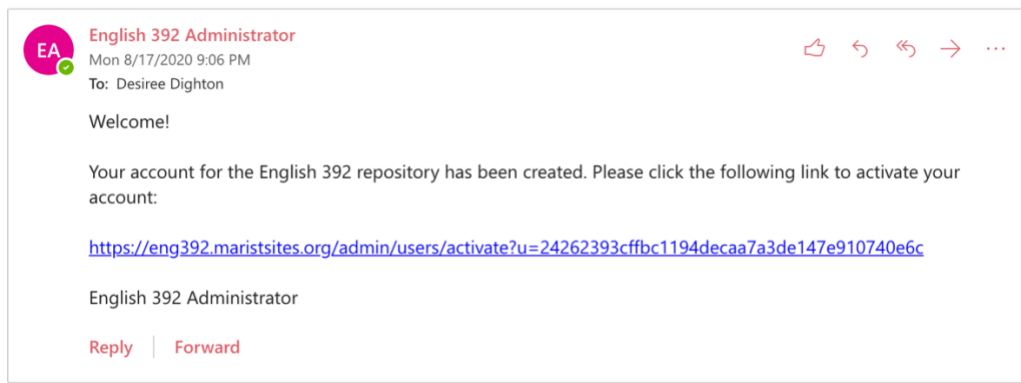 EA
English 392 Administrator
Mon 8/17/2020 9:06 PM
To: Desiree Dighton
Welcome!
Your account for the English 392 repository has been created. Please click the following link to activate your
account:
https://eng392.maristsites.org/admin/users/activate?u=24262393cffbc1194decaa7a3de147e910740e6c
English 392 Administrator
Reply Forward